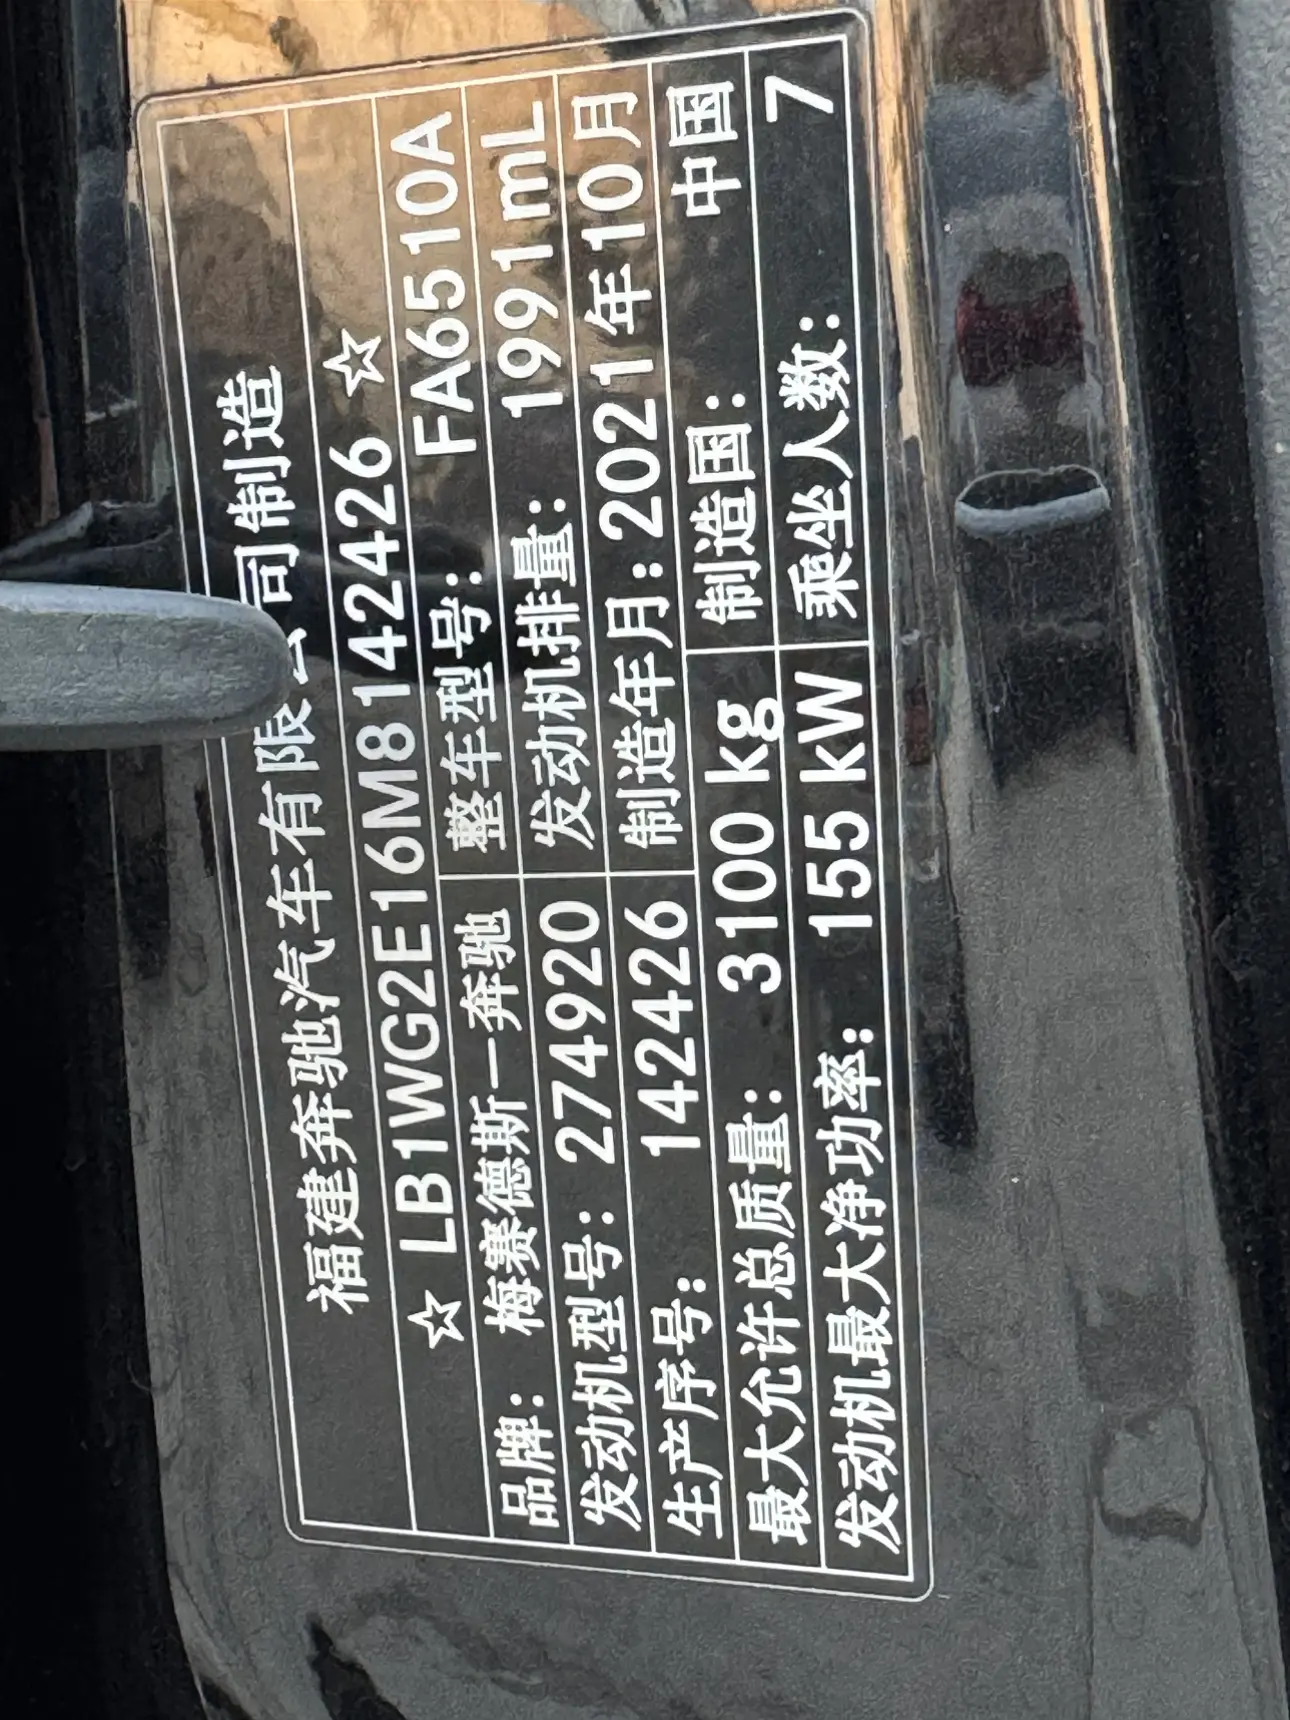 福建奔驰汽车有限公司制造
☆ LB1WG2E16M8142426 ☆
品牌: 梅赛德斯一奔驰 整车型号: FA6510A
发动机型号: 274920 发动机排量: 1991mL
生产序号: 142426 制造年月: 2021年10月
最大允许总质量: 3100 kg 制造国: 中国
发动机最大净功率: 155 kW 乘坐人数: 7